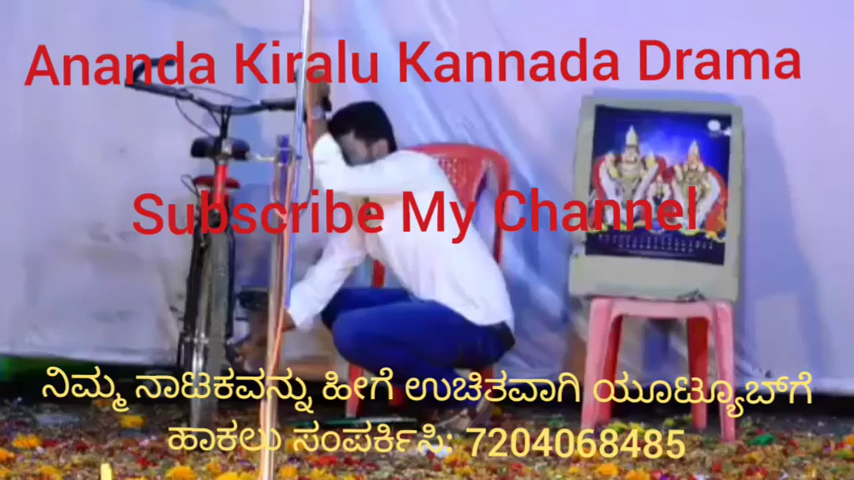 Ananda Kiralu Kannada Drama
Subscribe My Channel
ನಿಮ್ಮ ನಾಟಕವನ್ನು ಹೀಗೆ ಉಚಿತವಾಗಿ ಯೂಟ್ಯೂಬ್‌ಗೆ
ಹಾಕಲು ಸಂಪರ್ಕಿಸಿ: 7204068485